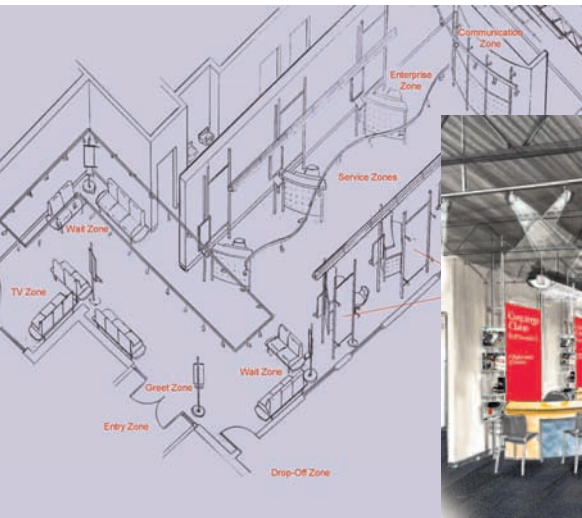 Communication
Zone
Enterprise
Zone
Service Zones
Wait Zone
TV Zone
Wait Zone
Greet Zone
Entry Zone
Drop-Off Zone
Concierge
Claim